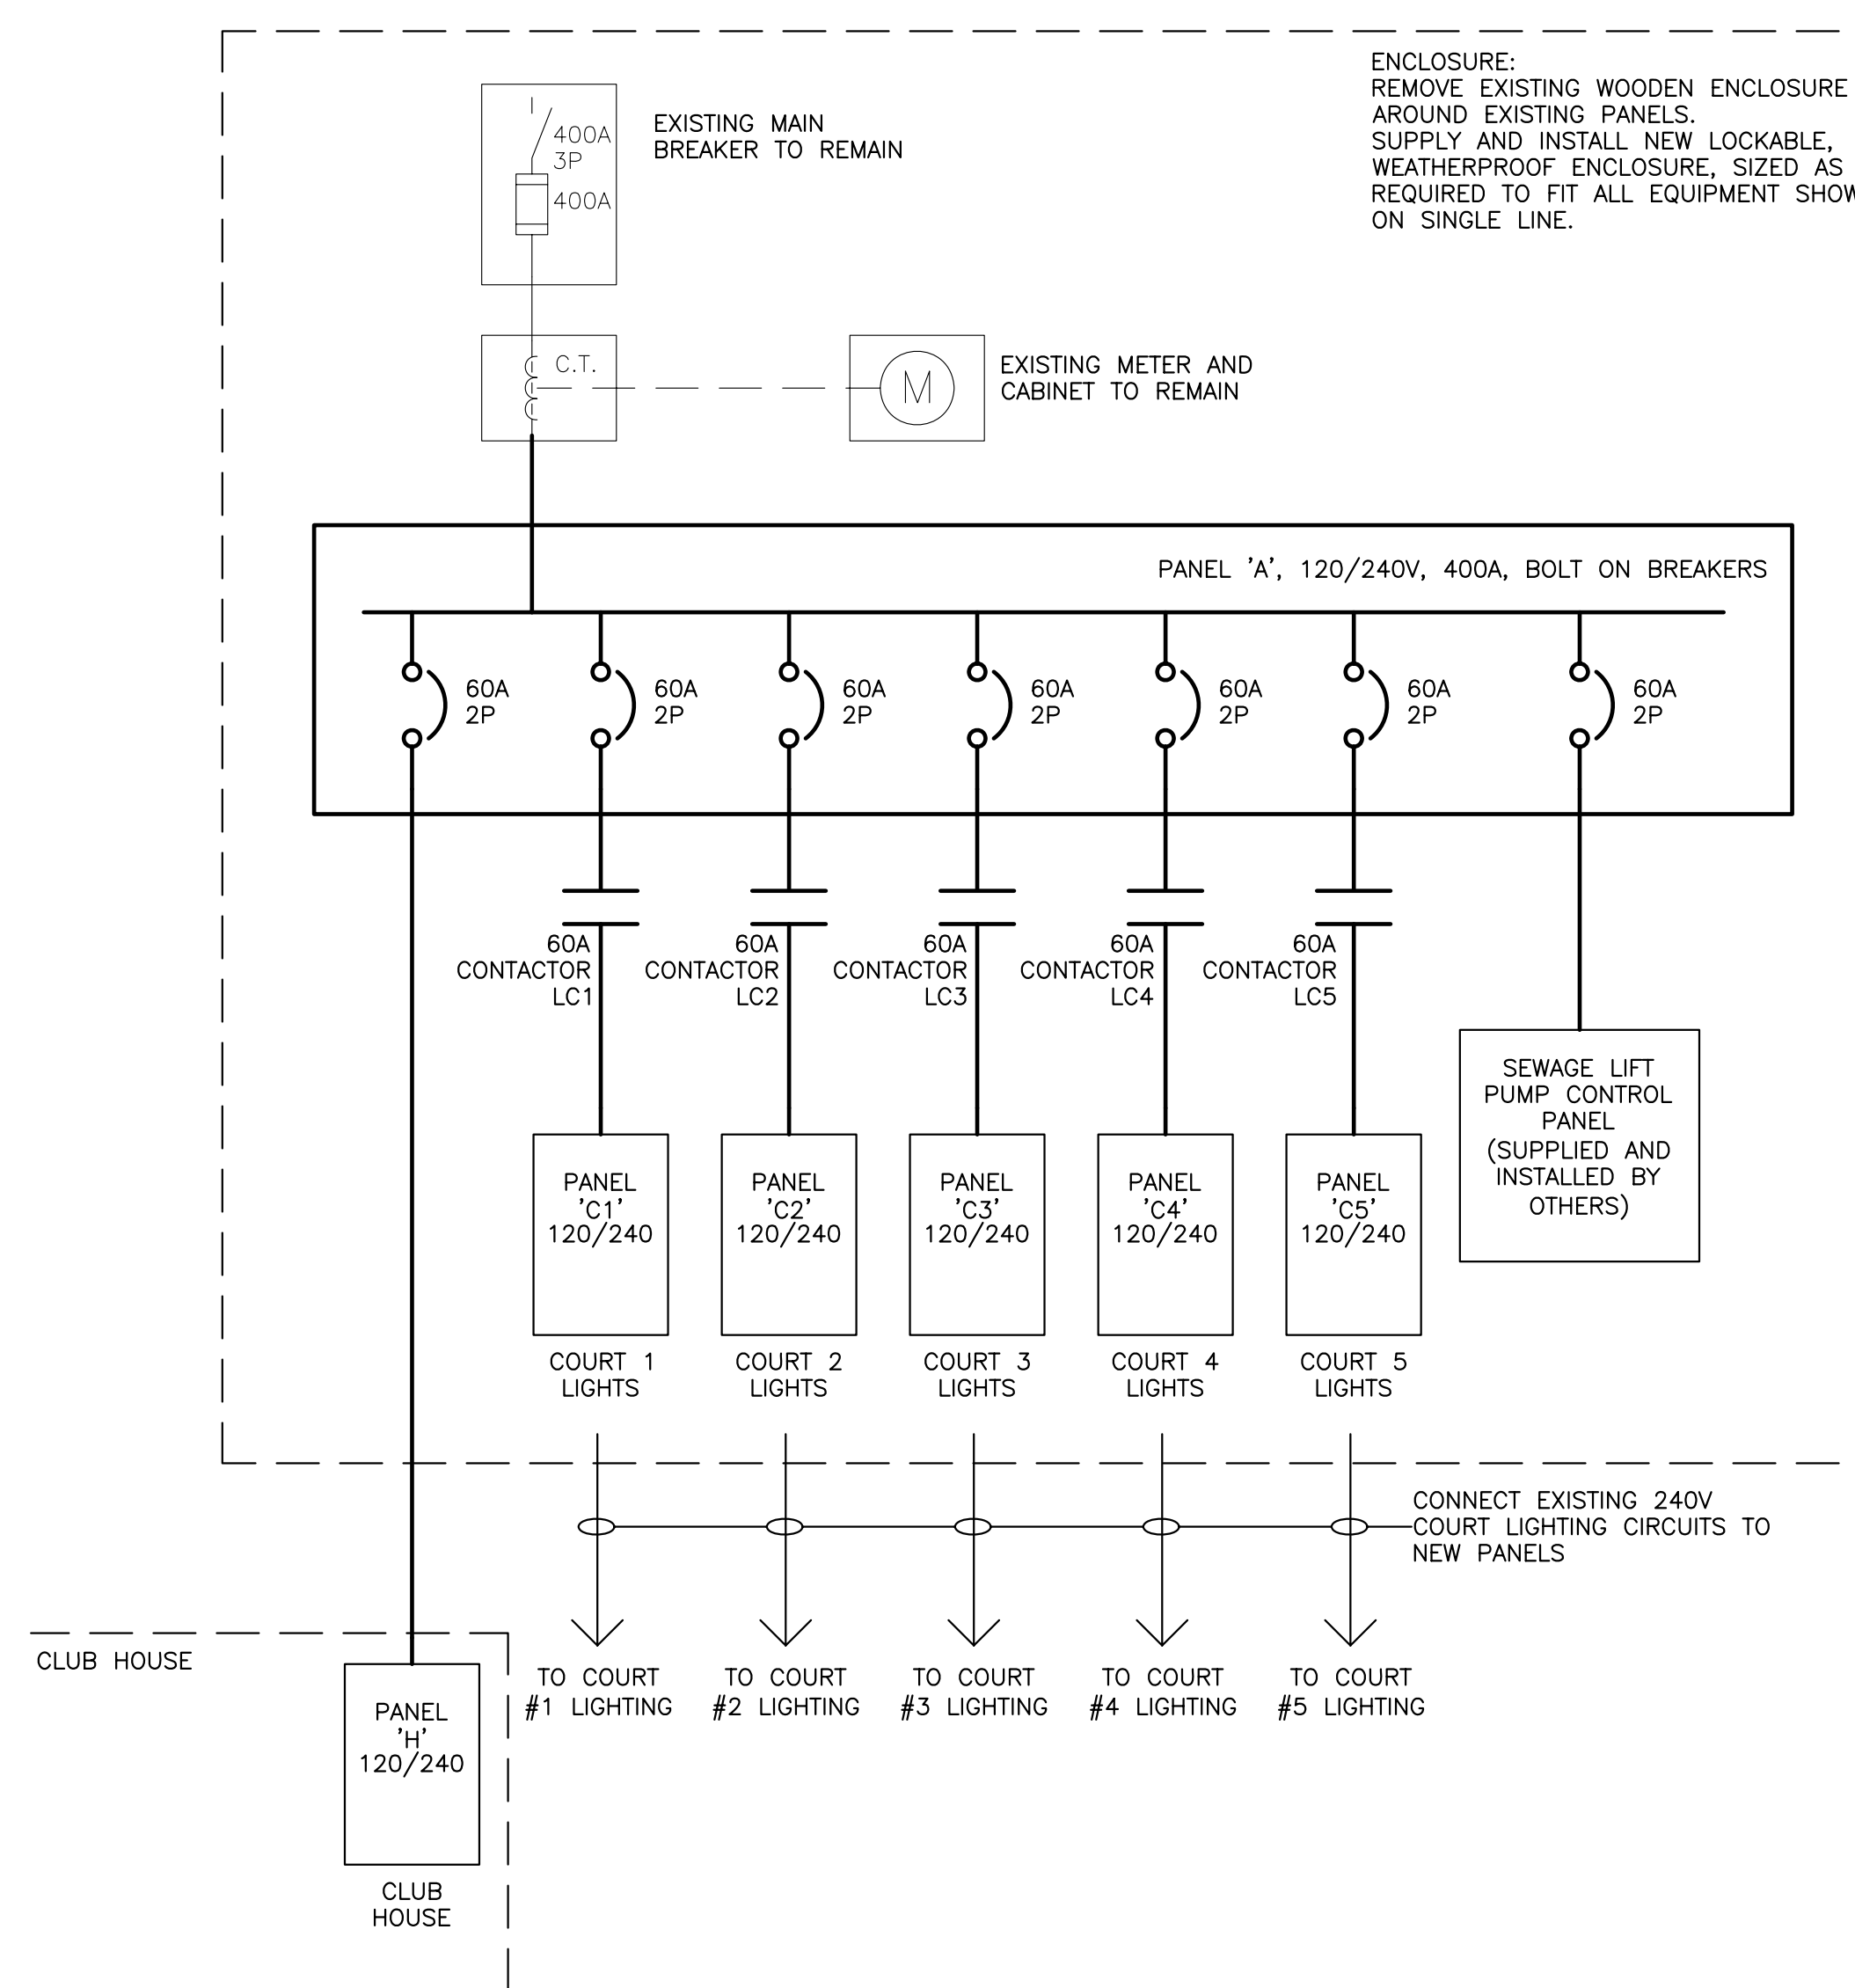 ENCLOSURE:
REMOVE EXISTING WOODEN ENCLOSURE
AROUND EXISTING PANELS.
SUPPLY AND INSTALL NEW LOCKABLE,
WEATHERPROOF ENCLOSURE, SIZED AS
REQUIRED TO FIT ALL EQUIPMENT
ON SINGLE LINE.
400A
3P
400A
EXISTING MAIN
BREAKER TO REMAIN
C.T.
M
EXISTING METER AND
CABINET TO REMAIN
PANEL 'A', 120/240V, 400A, BOLT ON BREAKERS
60A
2P
60A
2P
60A
2P
60A
2P
60A
2P
60A
2P
60A
2P
60A
CONTACTOR
LC1
60A
CONTACTOR
LC2
60A
CONTACTOR
LC3
60A
CONTACTOR
LC4
60A
CONTACTOR
LC5
SEWAGE LIFT
PUMP CONTROL
PANEL
(SUPPLIED AND
INSTALLED BY
OTHERS)
PANEL
'C1'
120/240
PANEL
'C2'
120/240
PANEL
'C3'
120/240
PANEL
'C4'
120/240
PANEL
'C5'
120/240
COURT 1
LIGHTS
COURT 2
LIGHTS
COURT 3
LIGHTS
COURT 4
LIGHTS
COURT 5
LIGHTS
CONNECT EXISTING 240V
COURT LIGHTING CIRCUITS TO
NEW PANELS
TO COURT
#1 LIGHTING
TO COURT
#2 LIGHTING
TO COURT
#3 LIGHTING
TO COURT
#4 LIGHTING
TO COURT
#5 LIGHTING
CLUB HOUSE
PANEL
'H'
120/240
CLUB
HOUSE